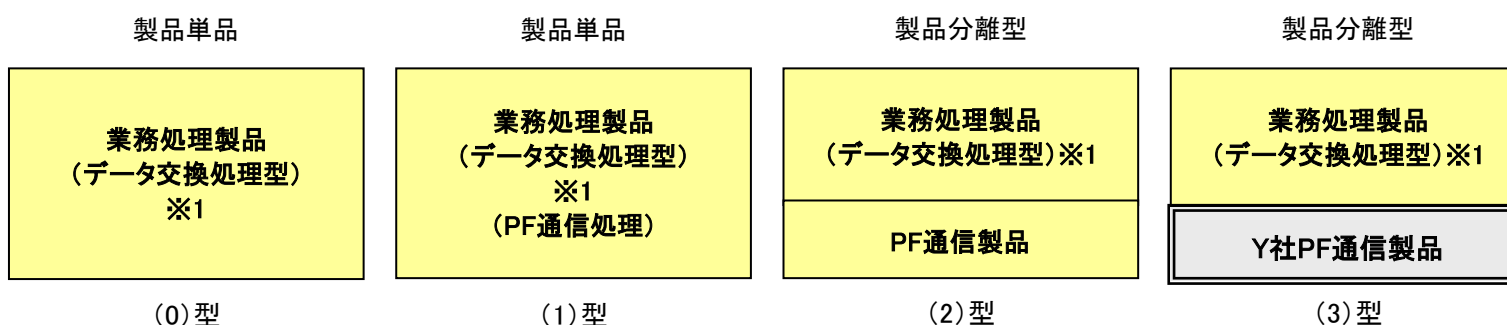 製品単品
業務処理製品
(データ交換処理型)
※1
(0)型
製品単品
業務処理製品
(データ交換処理型)
※1
(PF通信処理)
(1)型
製品分離型
業務処理製品
(データ交換処理型)※1
PF通信製品
(2)型
製品分離型
業務処理製品
(データ交換処理型)※1
Y社PF通信製品
(3)型